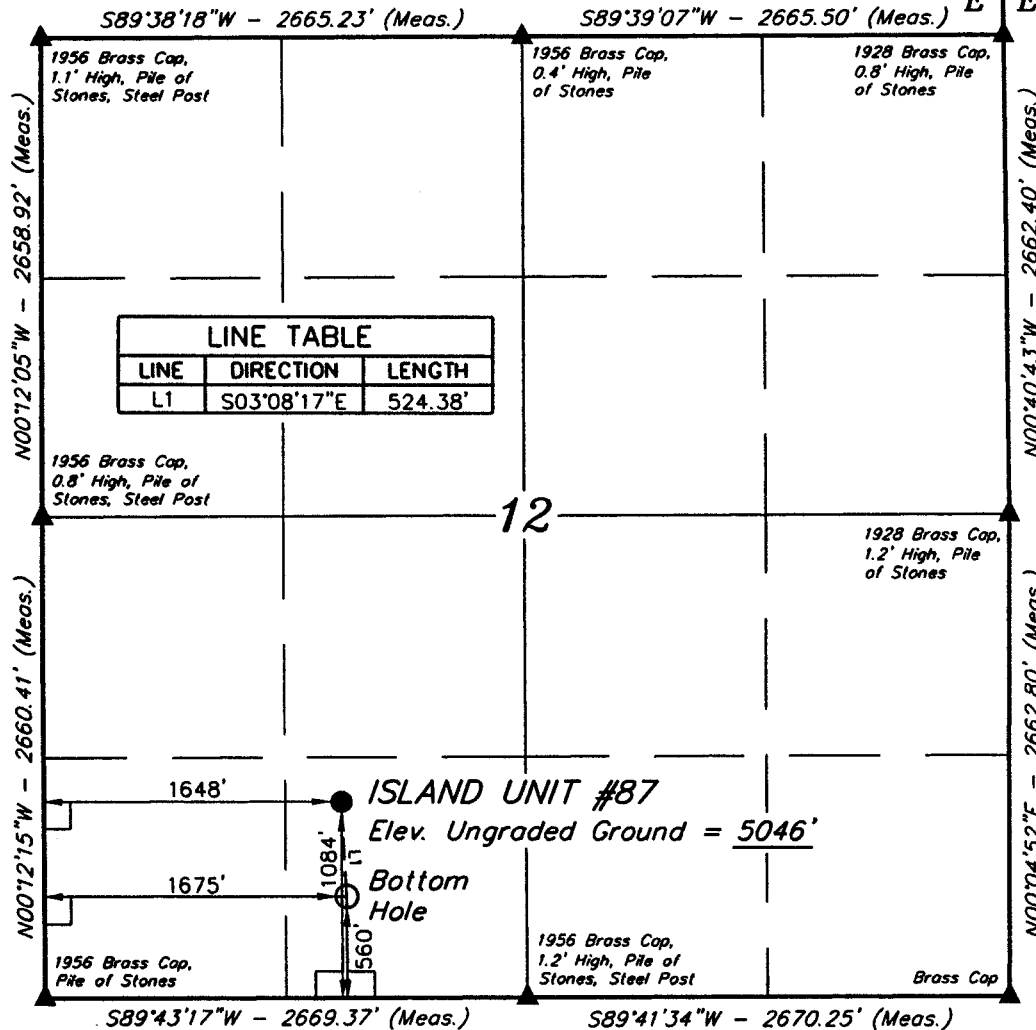 S89°38'18"W - 2665.23' (Meas.)
S89°39'07"W - 2665.50' (Meas.)
1956 Brass Cap,
1.1' High, Pile of
Stones, Steel Post
1956 Brass Cap,
0.4' High, Pile
of Stones
1928 Brass Cap,
0.8' High, Pile
of Stones
N00°12'05"W - 2658.92' (Meas.)
N00°40'43"W - 2662.40' (Meas.)
LINE TABLE
LINE DIRECTION LENGTH
L1 S03°08'17"E 524.38'
1956 Brass Cap,
0.8' High, Pile of
Stones, Steel Post
12
1928 Brass Cap,
1.2' High, Pile
of Stones
N00°12'15"W - 2660.41' (Meas.)
N00°04'52"E - 2662.80' (Meas.)
1648'
ISLAND UNIT #87
Elev. Ungraded Ground = 5046'
1084'
L1
1675'
Bottom
Hole
560'
1956 Brass Cap,
Pile of Stones
1956 Brass Cap,
1.2' High, Pile of
Stones, Steel Post
Brass Cap
S89°43'17"W - 2669.37' (Meas.)
S89°41'34"W - 2670.25' (Meas.)